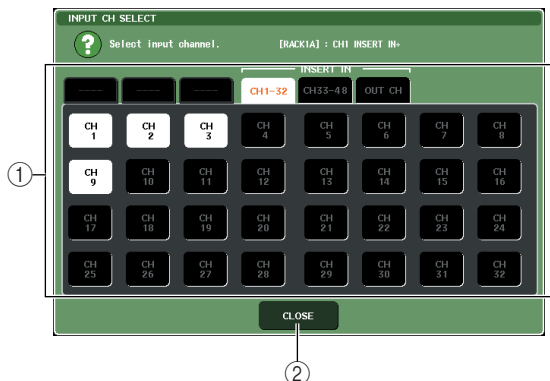 INPUT CH SELECT
?
Select input channel.
[RACK1A] : CH1 INSERT IN→
INSERT IN
---- ---- ---- CH1-32 CH33-48 OUT CH
CH 1 CH 2 CH 3 CH 4 CH 5 CH 6 CH 7 CH 8
1
CH 9 CH 10 CH 11 CH 12 CH 13 CH 14 CH 15 CH 16
CH 17 CH 18 CH 19 CH 20 CH 21 CH 22 CH 23 CH 24
CH 25 CH 26 CH 27 CH 28 CH 29 CH 30 CH 31 CH 32
CLOSE
2